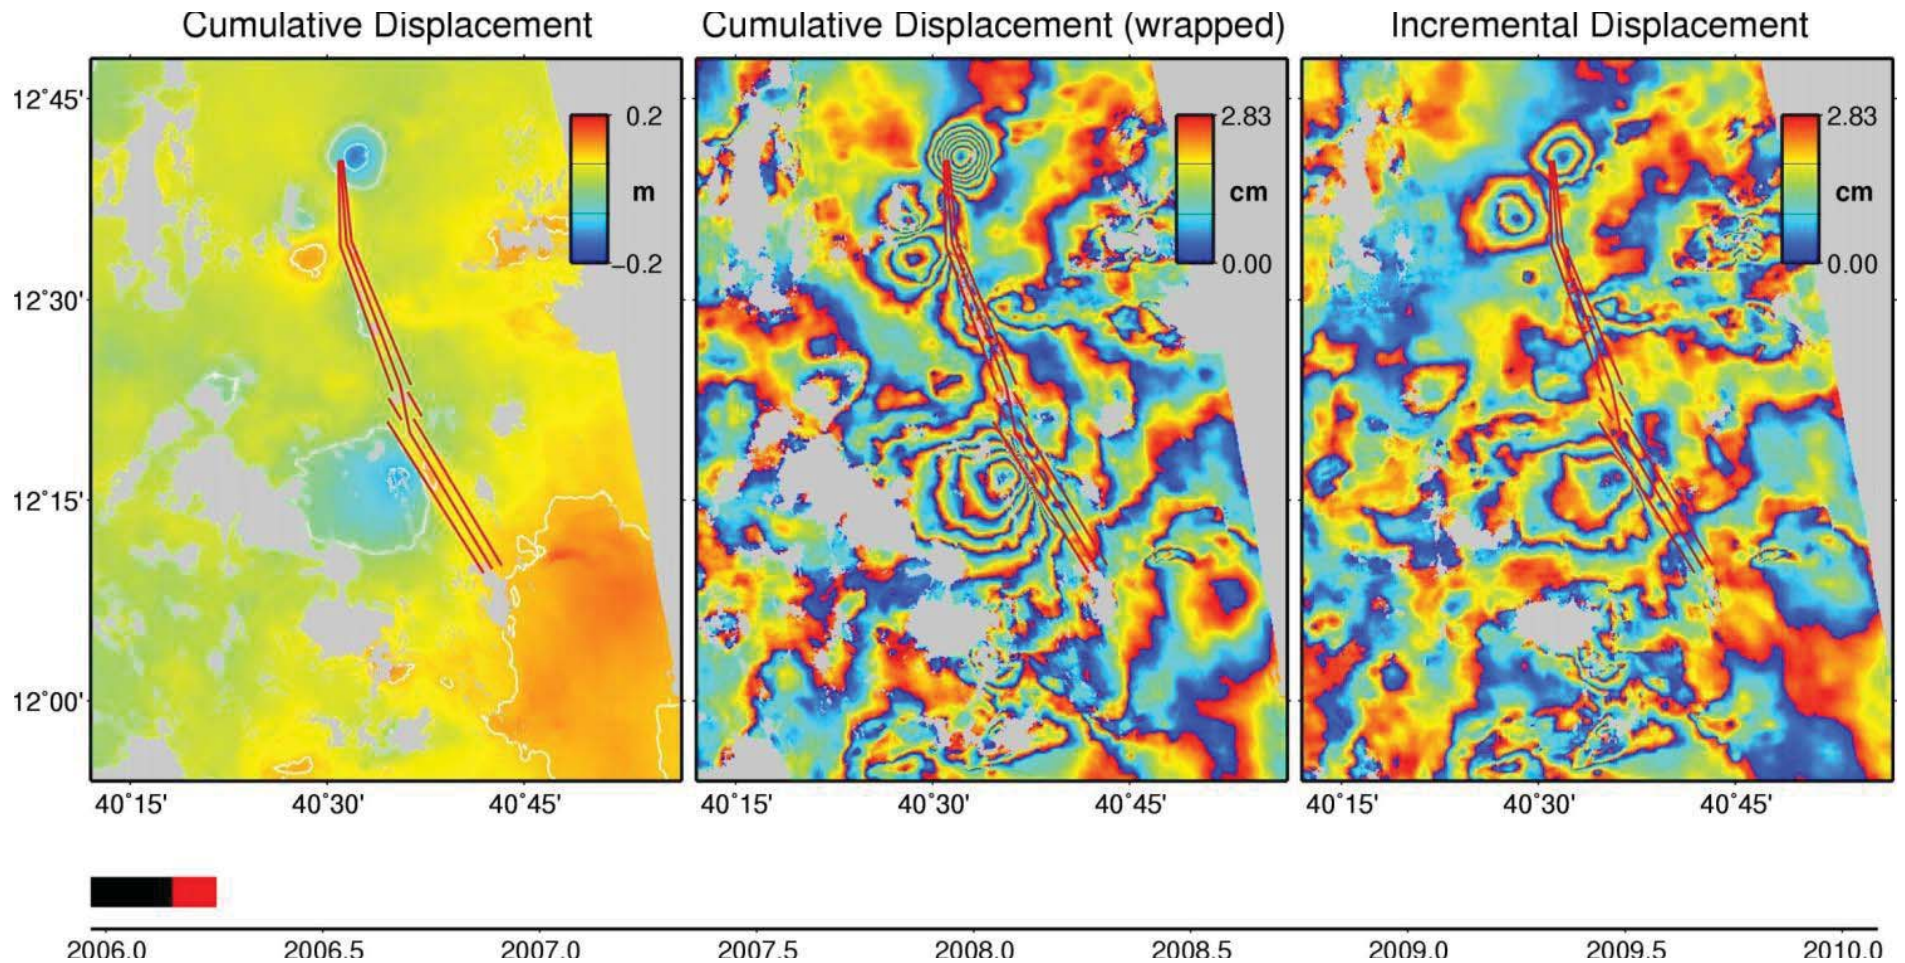 Cumulative Displacement
Cumulative Displacement (wrapped)
Incremental Displacement
12°45'
12°30'
12°15'
12°00'
0.2
m
−0.2
2.83
cm
0.00
2.83
cm
0.00
40°15' 40°30' 40°45'
40°15' 40°30' 40°45'
40°15' 40°30' 40°45'
2006.0 2006.5 2007.0 2007.5 2008.0 2008.5 2009.0 2009.5 2010.0